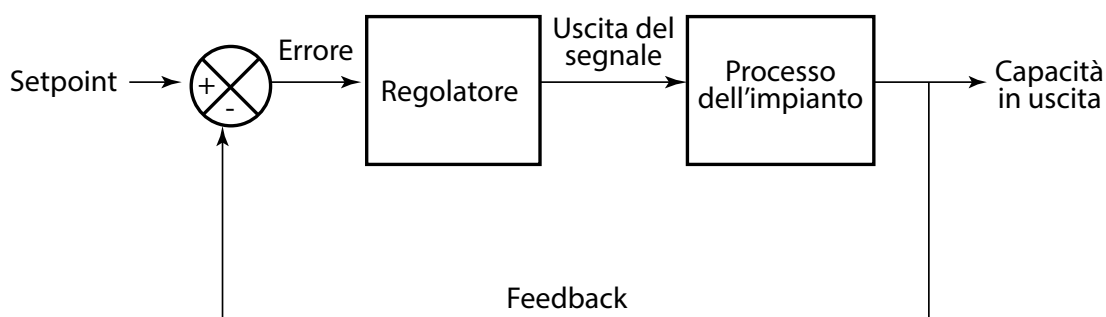 Setpoint
+
-
Errore
Regolatore
Uscita del
segnale
Processo
dell'impianto
Capacità
in uscita
Feedback